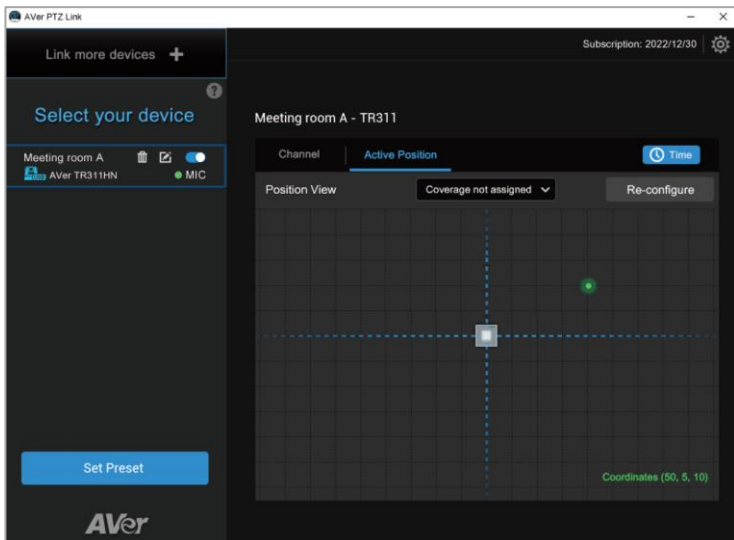 AVer PTZ Link
Link more devices +
Subscription: 2022/12/30
?
Select your device
Meeting room A
AVer TR311HN
MIC
Set Preset
AVer
Meeting room A - TR311
Channel
Active Position
Time
Position View
Coverage not assigned
Re-configure
Coordinates (50, 5, 10)